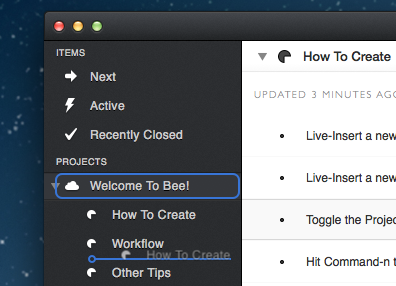 ITEMS
Next
Active
Recently Closed
PROJECTS
Welcome To Bee!
How To Create
Workflow
How To Create
Other Tips
How To Create
UPDATED 3 MINUTES AGO
Live-Insert a new
Live-Insert a new
Toggle the Projec
Hit Command-n t